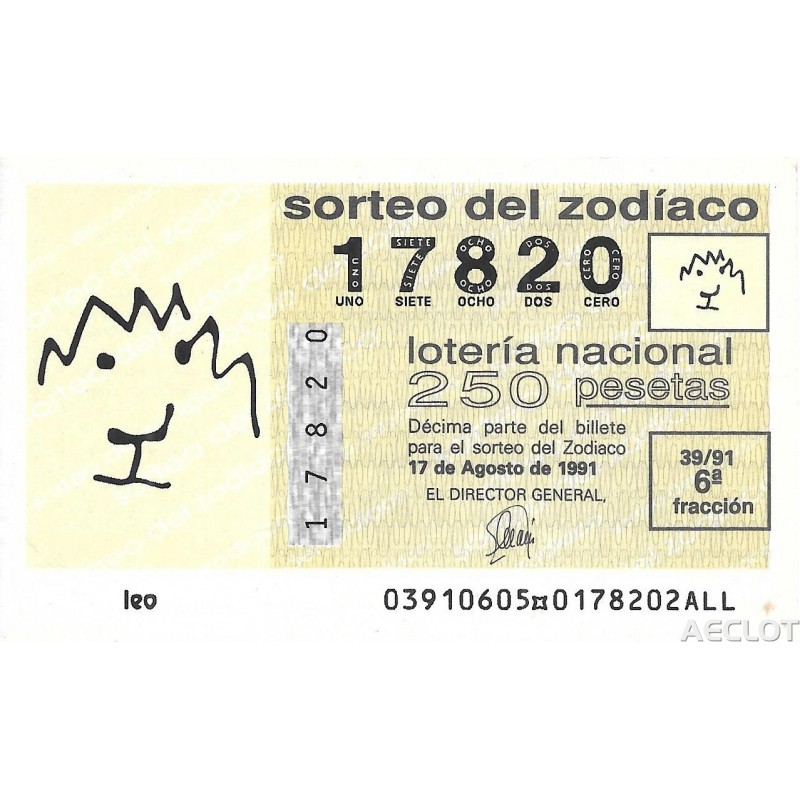 sorteo del zodíaco
17820
UNO SIETE OCHO DOS CERO
17820
lotería nacional
250 pesetas
Décima parte del billete
para el sorteo del Zodiaco
17 de Agosto de 1991
EL DIRECTOR GENERAL,
39/91
6ª
fracción
leo
03910605¤0178202ALL
AECLOT